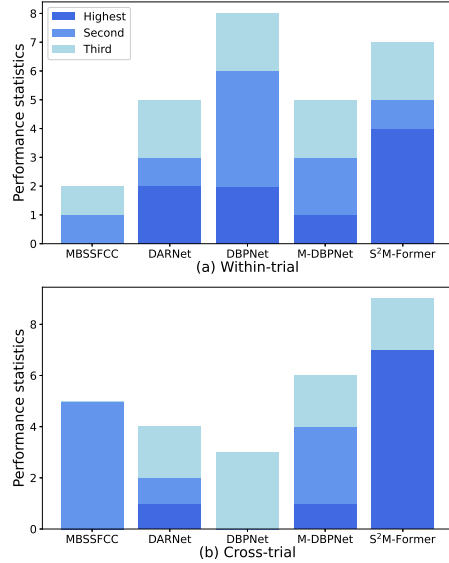 Highest
Second
Third
Performance statistics
8
7
6
5
4
3
2
1
0
MBSSFCC DARNet DBPNet M-DBPNet S²M-Former
(a) Within-trial
Performance statistics
8
6
4
2
0
MBSSFCC DARNet DBPNet M-DBPNet S²M-Former
(b) Cross-trial